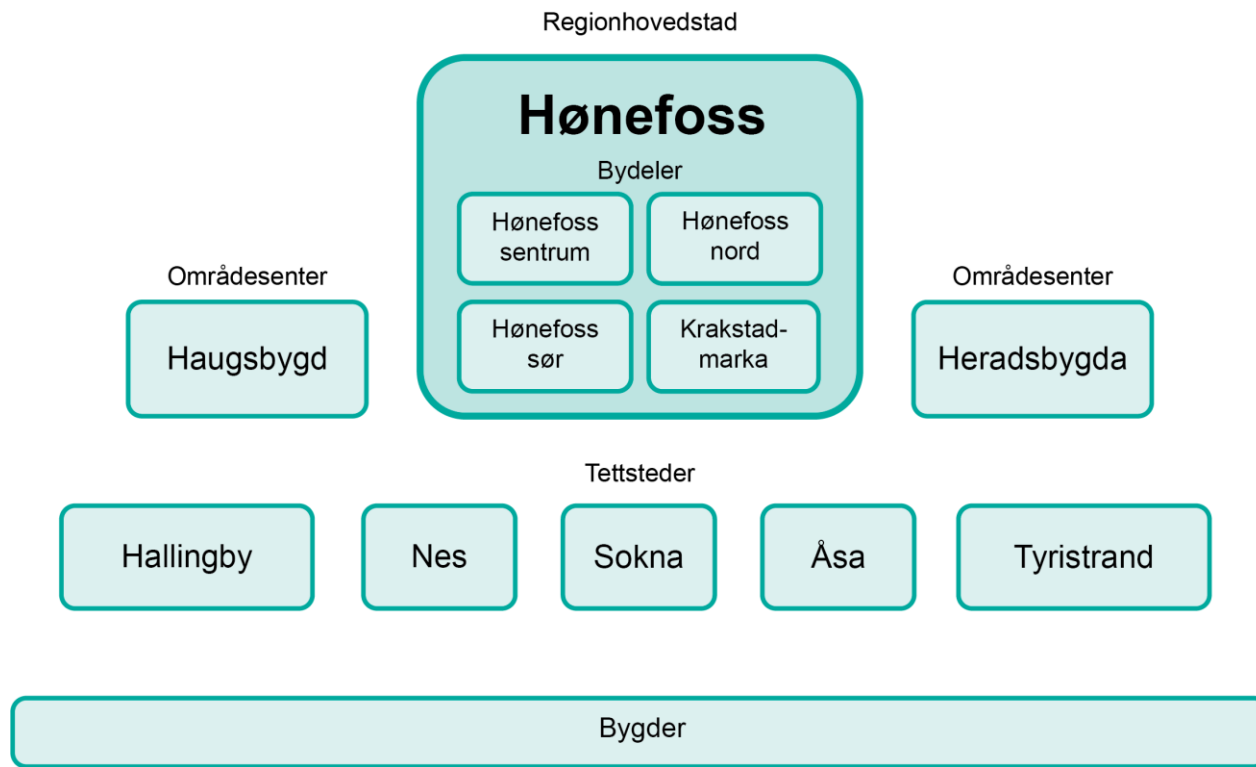 Regionhovedstad
Hønefoss
Bydeler
Hønefoss
sentrum
Hønefoss
nord
Hønefoss
sør
Krakstad-
marka
Områdesenter
Haugsbygd
Områdesenter
Heradsbygda
Tettsteder
Hallingby
Nes
Sokna
Åsa
Tyristrand
Bygder